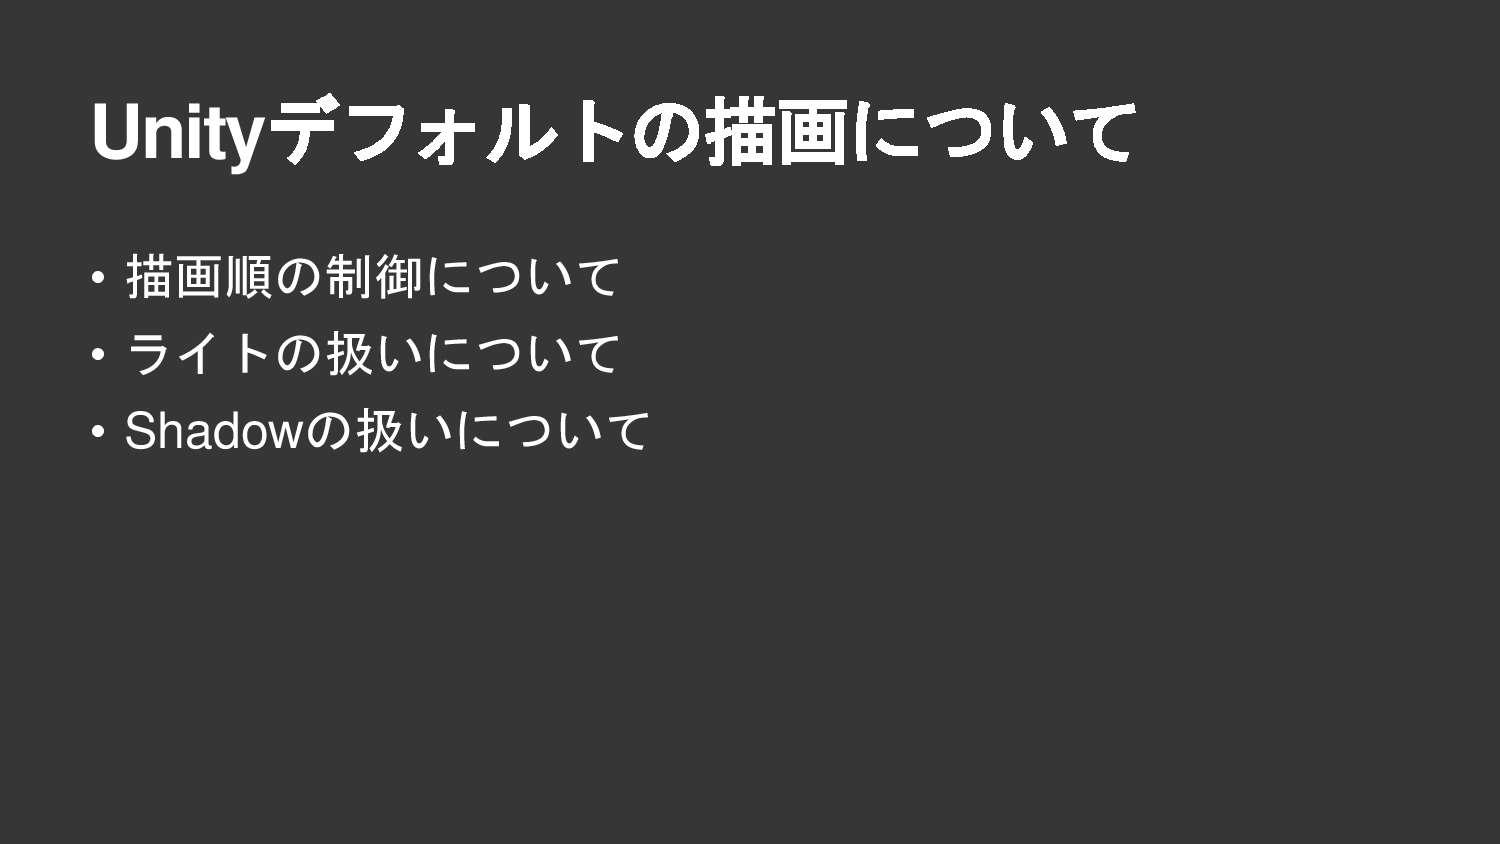 Unityデフォルトの描画について
• 描画順の制御について
• ライトの扱いについて
• Shadowの扱いについて